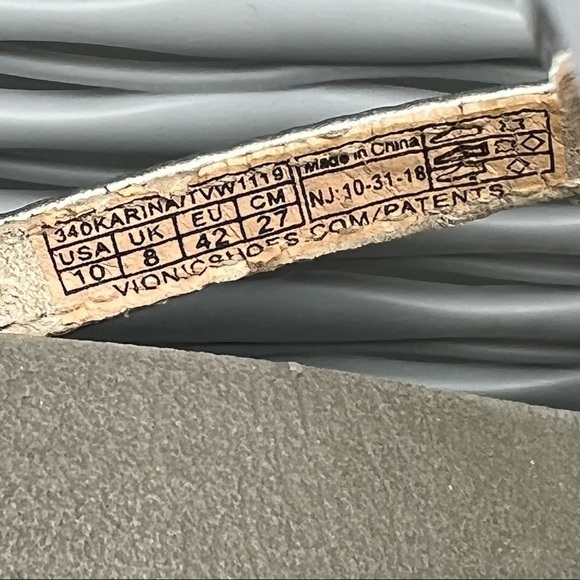 340KARINA/TVW1119
USA UK EU CM
10 8 42 27
Made in China
NJ·10-31-18
VIONICSHOES.COM/PATENTS